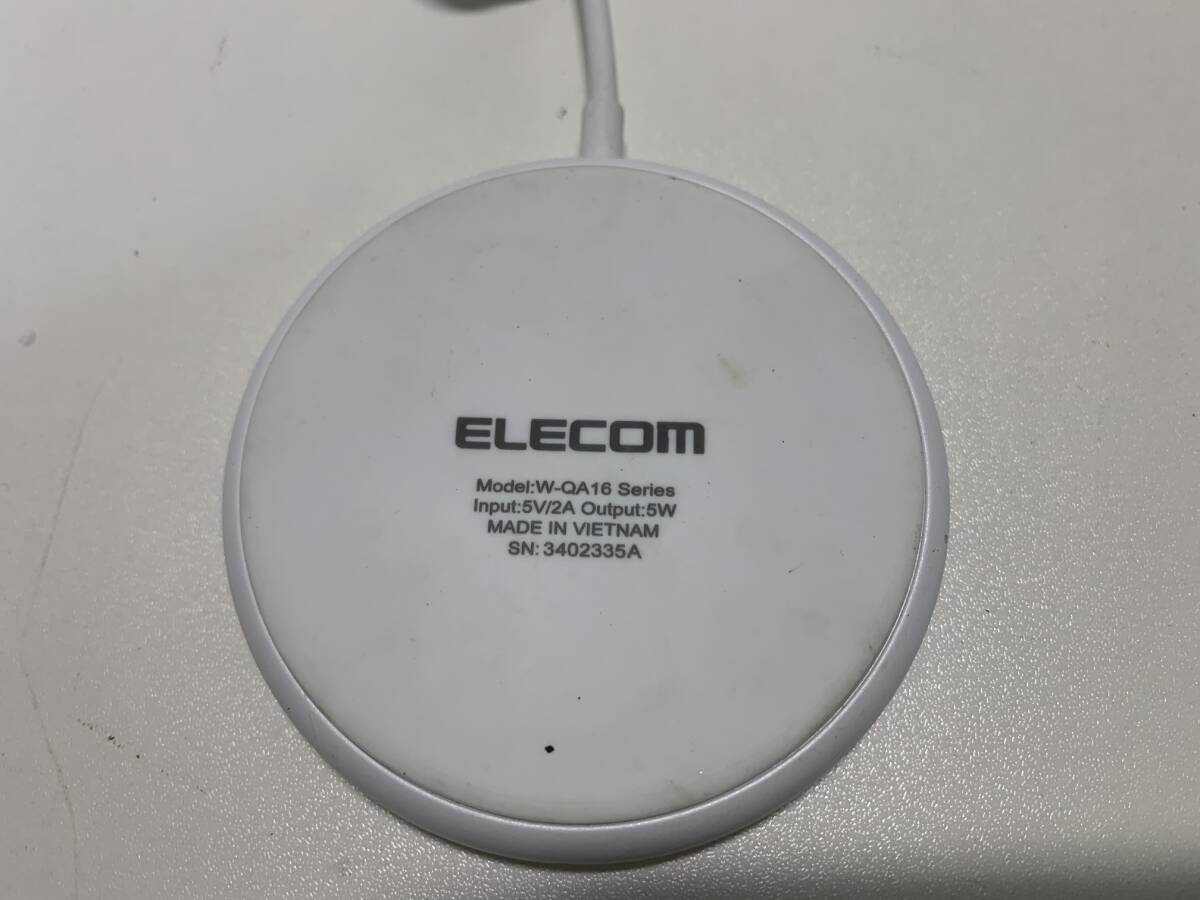 ELECOM
Model:W-QA16 Series
Input:5V/2A Output:5W
MADE IN VIETNAM
SN: 3402335A